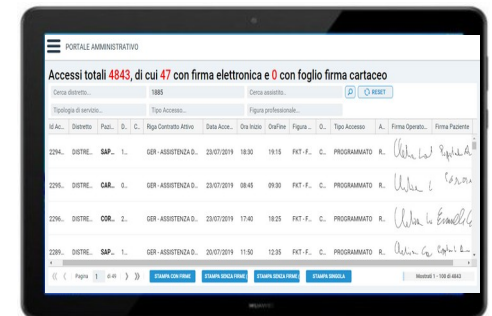 PORTALE AMMINISTRATIVO
Accessi totali 4843, di cui 47 con firma elettronica e 0 con foglio firma cartaceo
Cerca distretto... 1885 Cerca assistito... RESET
Tipologia di servizio... Tipo Accesso... Figura professionale...
Id Ac... Distretto Pazi... D.. C.. Riga Contratto Attivo Data Acce... Ora Inizio OraFine Figura ... O.. Tipo Accesso A.. Firma Operato... Firma Paziente
2294... DISTRE... SAP... 1... GER - ASSISTENZA D... 23/07/2019 18:30 19:15 FKT - F... C... PROGRAMMATO R...
2295... DISTRE... CAR... 0... GER - ASSISTENZA D... 23/07/2019 08:45 09:30 FKT - F... C... PROGRAMMATO R...
2296... DISTRE... COR... 2... GER - ASSISTENZA D... 23/07/2019 17:40 18:25 FKT - F... C... PROGRAMMATO R...
2289... DISTRE... SAP... 1... GER - ASSISTENZA D... 20/07/2019 11:50 12:35 FKT - F... C... PROGRAMMATO R...
Pagina 1 di 49 STAMPA CON FIRME STAMPA SENZA FIRME ( STAMPA SENZA FIRME ( STAMPA SINGOLA Mostrati 1 - 100 di 4843